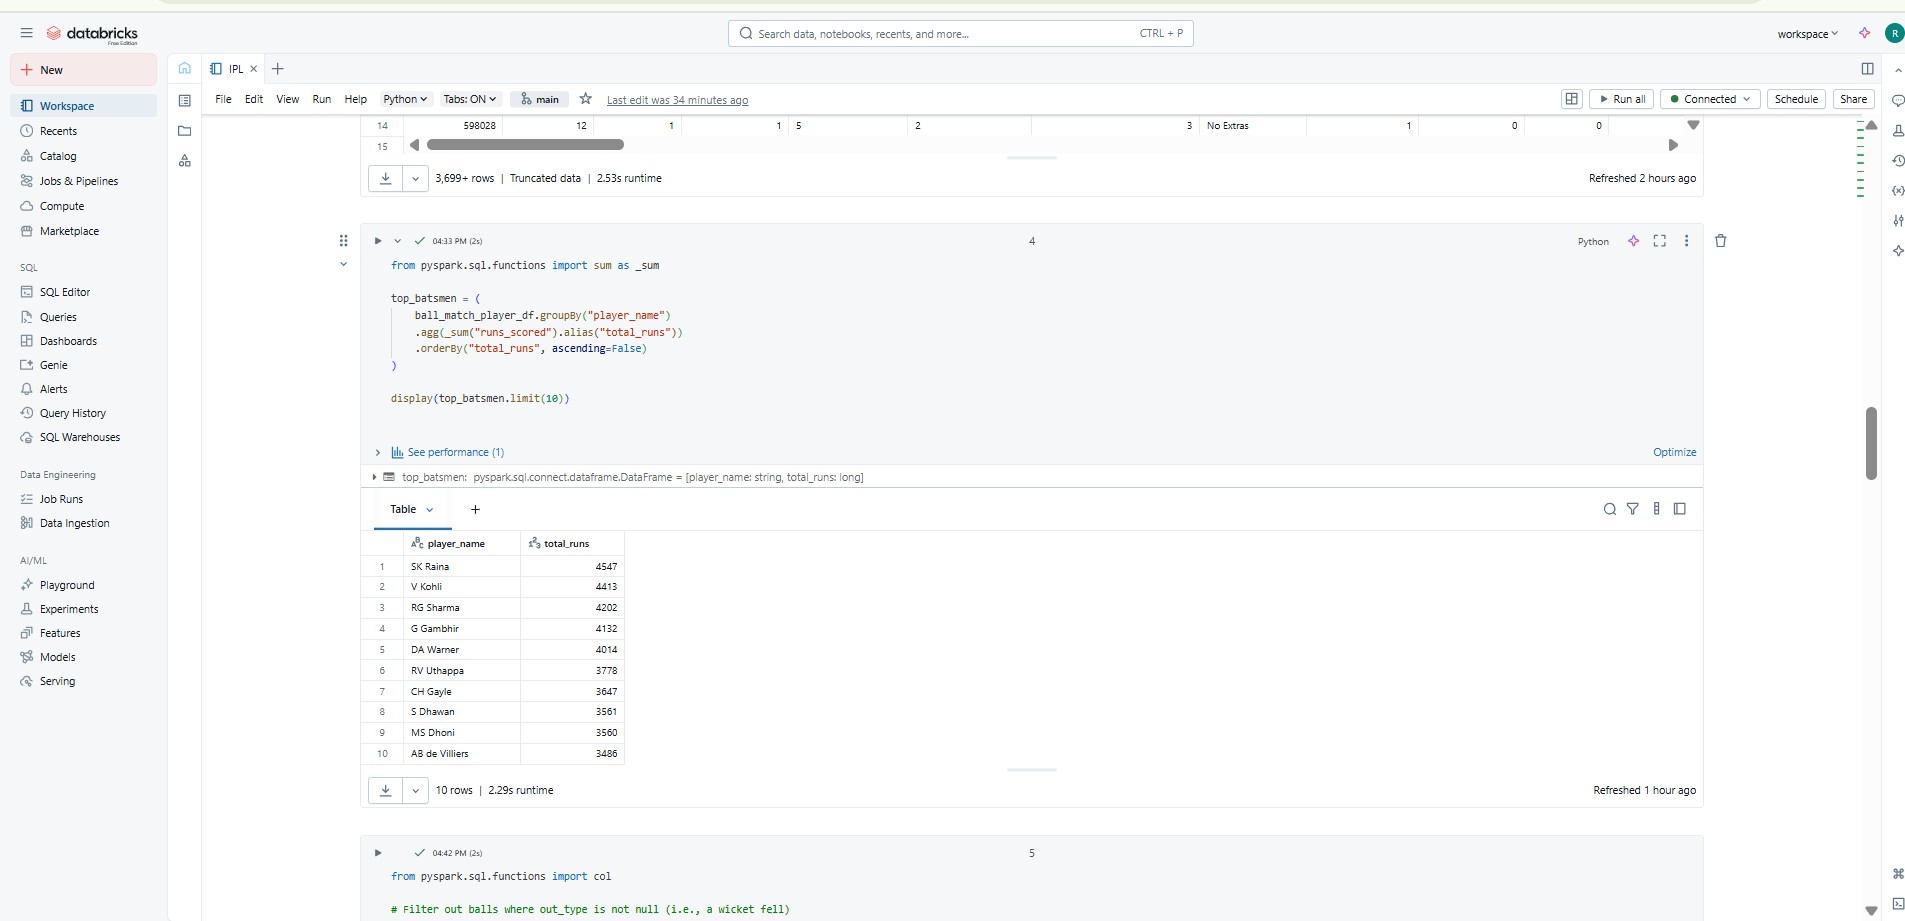 databricks
Free Edition
Search data, notebooks, recents, and more...
CTRL + P
workspace
R
New
IPL
Workspace
Recents
Catalog
Jobs & Pipelines
Compute
Marketplace
SQL
SQL Editor
Queries
Dashboards
Genie
Alerts
Query History
SQL Warehouses
Data Engineering
Job Runs
Data Ingestion
AI/ML
Playground
Experiments
Features
Models
Serving
File Edit View Run Help Python Tabs: ON main Last edit was 34 minutes ago
Run all Connected Schedule Share
14 598028 12 1 1 5 2 3 No Extras 1 0 0
15
3,699+ rows | Truncated data | 2.53s runtime
Refreshed 2 hours ago
04:33 PM (2s)
4
Python
from pyspark.sql.functions import sum as _sum
top_batsmen = (
ball_match_player_df.groupBy("player_name")
.agg(_sum("runs_scored").alias("total_runs"))
.orderBy("total_runs", ascending=False)
)
display(top_batsmen.limit(10))
See performance (1)
Optimize
top_batsmen: pyspark.sql.connect.dataframe.DataFrame = [player_name: string, total_runs: long]
Table
player_name total_runs
1 SK Raina 4547
2 V Kohli 4413
3 RG Sharma 4202
4 G Gambhir 4132
5 DA Warner 4014
6 RV Uthappa 3778
7 CH Gayle 3647
8 S Dhawan 3561
9 MS Dhoni 3560
10 AB de Villiers 3486
10 rows | 2.29s runtime
Refreshed 1 hour ago
04:42 PM (2s)
5
from pyspark.sql.functions import col
# Filter out balls where out_type is not null (i.e., a wicket fell)